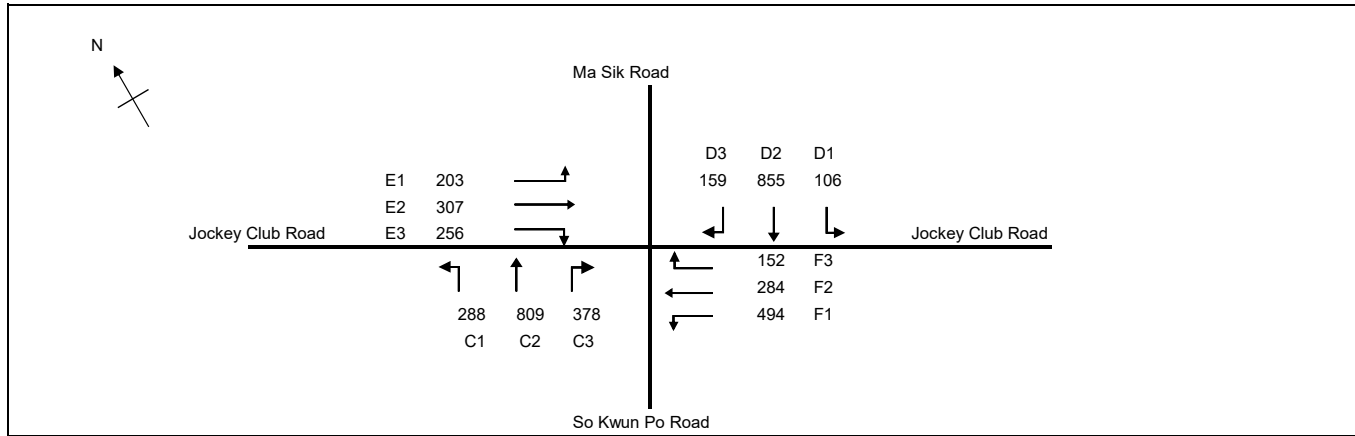 N
Ma Sik Road
D3 D2 D1
159 855 106
E1 203
E2 307
E3 256
Jockey Club Road
Jockey Club Road
152 F3
284 F2
494 F1
288 809 378
C1 C2 C3
So Kwun Po Road